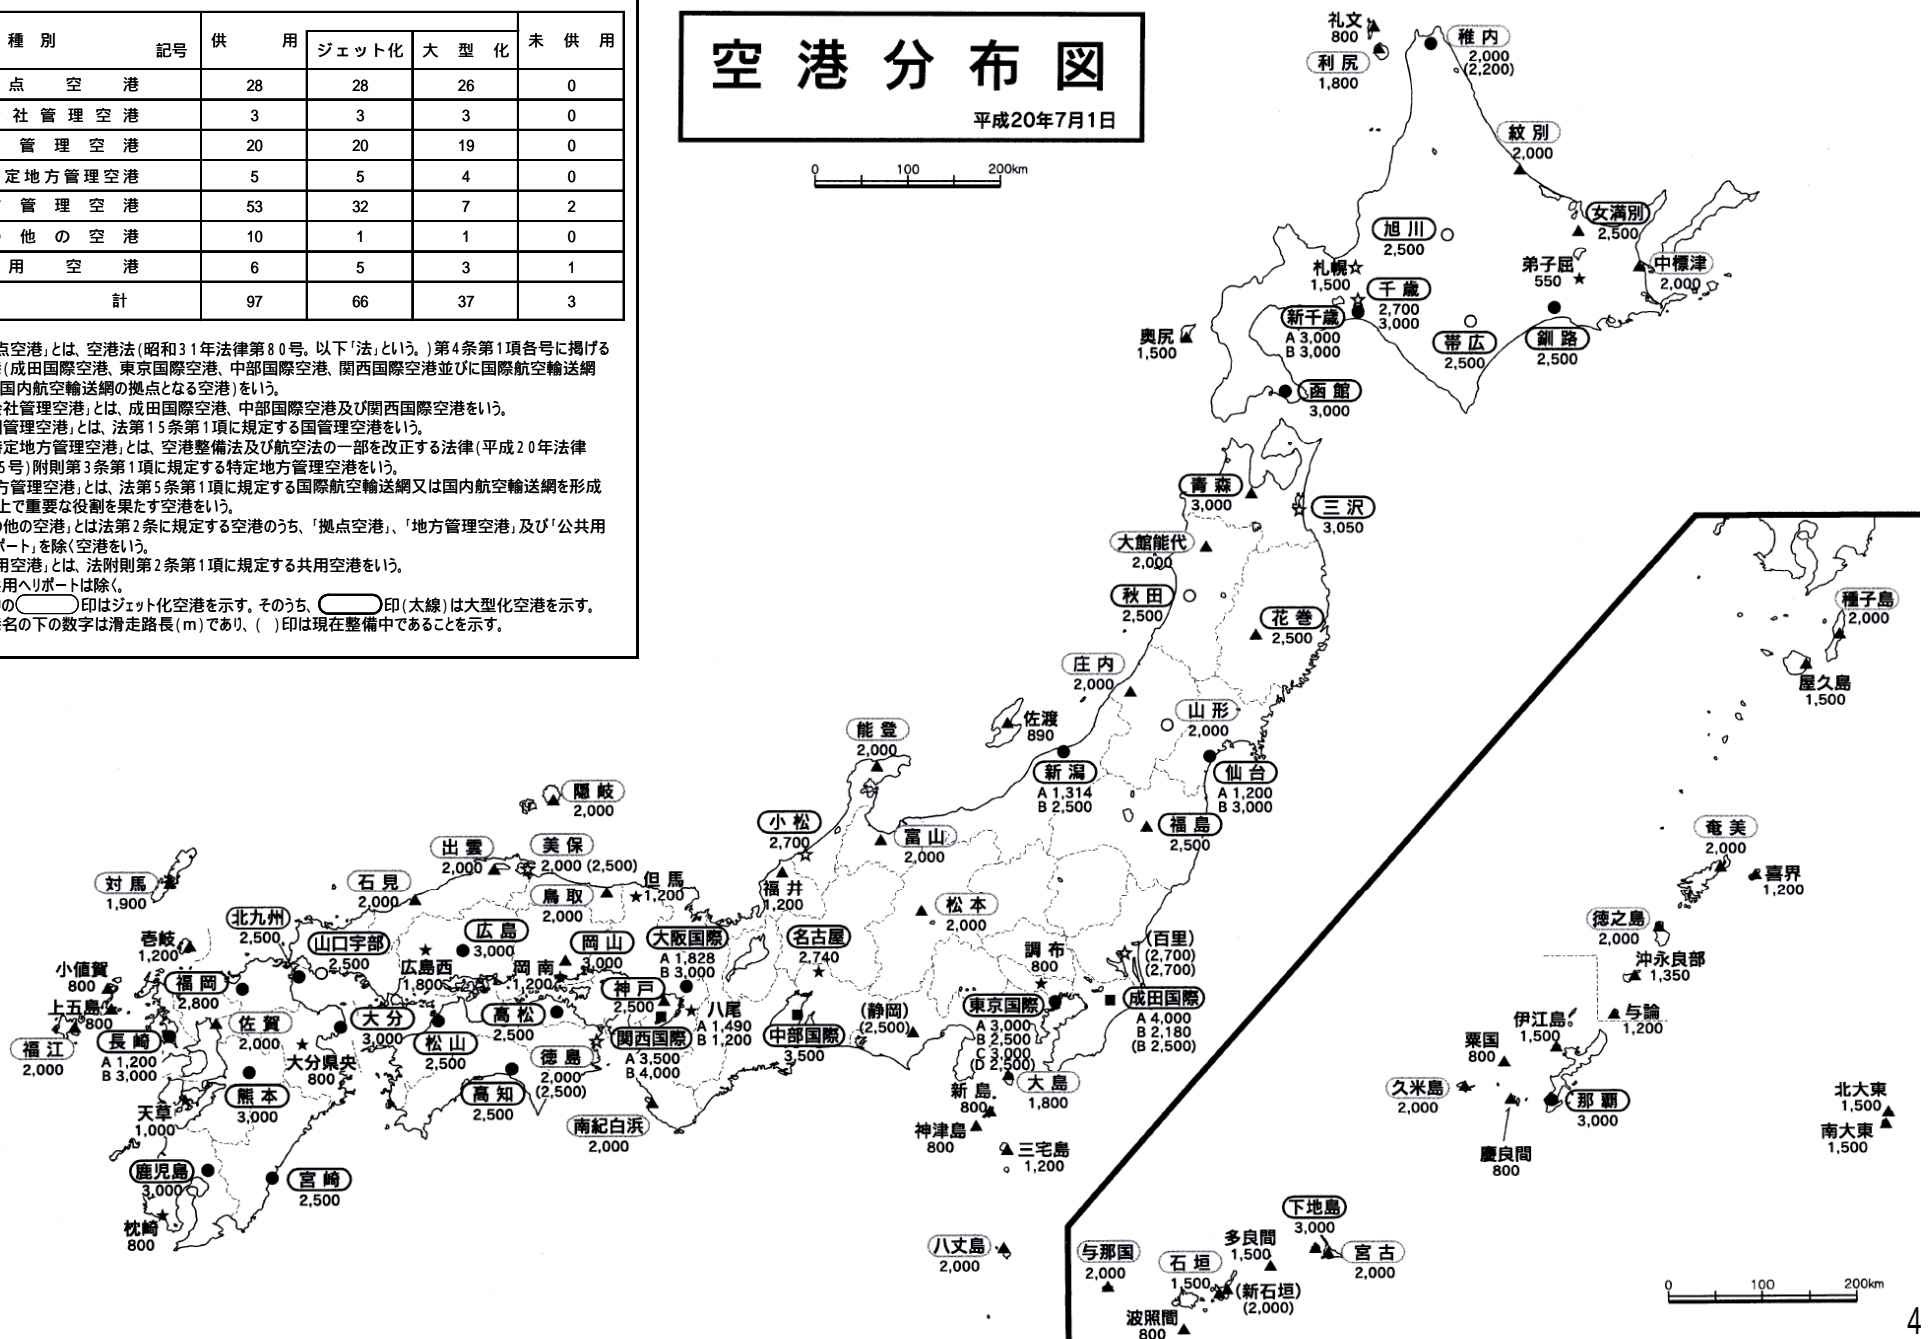 種 別 記号 供 用 ジェット化 大 型 化 未 供 用
点 空 港 28 28 26 0
社 管 理 空 港 3 3 3 0
管 理 空 港 20 20 19 0
定地方管理空港 5 5 4 0
管 理 空 港 53 32 7 2
他 の 空 港 10 1 1 0
用 空 港 6 5 3 1
計 97 66 37 3
点空港」とは、空港法(昭和31年法律第80号。以下「法」という。)第4条第1項各号に掲げる
(成田国際空港、東京国際空港、中部国際空港、関西国際空港並びに国際航空輸送網
国内航空輸送網の拠点となる空港)をいう。
社管理空港」とは、成田国際空港、中部国際空港及び関西国際空港をいう。
管理空港」とは、法第15条第1項に規定する国管理空港をいう。
定地方管理空港」とは、空港整備法及び航空法の一部を改正する法律(平成20年法律
5号)附則第3条第1項に規定する特定地方管理空港をいう。
方管理空港」とは、法第5条第1項に規定する国際航空輸送網又は国内航空輸送網を形成
上で重要な役割を果たす空港をいう。
他の空港」とは法第2条に規定する空港のうち、「拠点空港」、「地方管理空港」及び「公共用
ポート」を除く空港をいう。
用空港」とは、法附則第2条第1項に規定する共用空港をいう。
用ヘリポートは除く。
の 印はジェット化空港を示す。そのうち、 印(太線)は大型化空港を示す。
名の下の数字は滑走路長(m)であり、( )印は現在整備中であることを示す。
空港分布図
平成20年7月1日
0 100 200km
礼文
800
利尻
1,800
稚内
2,000
(2,200)
紋別
2,000
女満別
2,500
旭川
2,500
札幌
1,500
千歳
2,700
3,000
新千歳
A 3,000
B 3,000
弟子屈
550
中標津
2,000
奥尻
1,500
帯広
2,500
釧路
2,500
函館
3,000
青森
3,000
三沢
3,050
大館能代
2,000
秋田
2,500
花巻
2,500
庄内
2,000
山形
2,000
佐渡
890
新潟
A 1,314
B 2,500
仙台
A 1,200
B 3,000
福島
2,500
能登
2,000
小松
2,700
富山
2,000
福井
1,200
松本
2,000
隠岐
2,000
出雲
2,000
美保
2,000 (2,500)
但馬
1,200
鳥取
2,000
石見
2,000
対馬
1,900
北九州
2,500
山口宇部
2,500
広島
3,000
広島西
1,800
岡山
3,000
岡南
1,200
大阪国際
A 1,828
B 3,000
名古屋
2,740
調布
800
(百里)
(2,700)
(2,700)
壱岐
1,200
小値賀
800
上五島
800
福江
2,000
福岡
2,800
佐賀
2,000
長崎
A 1,200
B 3,000
大分
3,000
大分県央
800
松山
2,500
高松
2,500
神戸
2,500
関西国際
A 3,500
B 4,000
八尾
A 1,490
B 1,200
中部国際
3,500
(静岡)
(2,500)
東京国際
A 3,000
B 2,500
C 3,000
(D 2,500)
成田国際
A 4,000
B 2,180
(B 2,500)
徳島
2,000
(2,500)
高知
2,500
熊本
3,000
天草
1,000
南紀白浜
2,000
新島
800
大島
1,800
神津島
800
三宅島
1,200
鹿児島
3,000
宮崎
2,500
枕崎
800
八丈島
2,000
種子島
2,000
屋久島
1,500
奄美
2,000
喜界
1,200
徳之島
2,000
沖永良部
1,350
与論
1,200
伊江島
1,500
粟国
800
久米島
2,000
那覇
3,000
慶良間
800
北大東
1,500
南大東
1,500
下地島
3,000
宮古
2,000
多良間
1,500
与那国
2,000
石垣
1,500
(新石垣)
(2,000)
波照間
800
0 100 200km
4